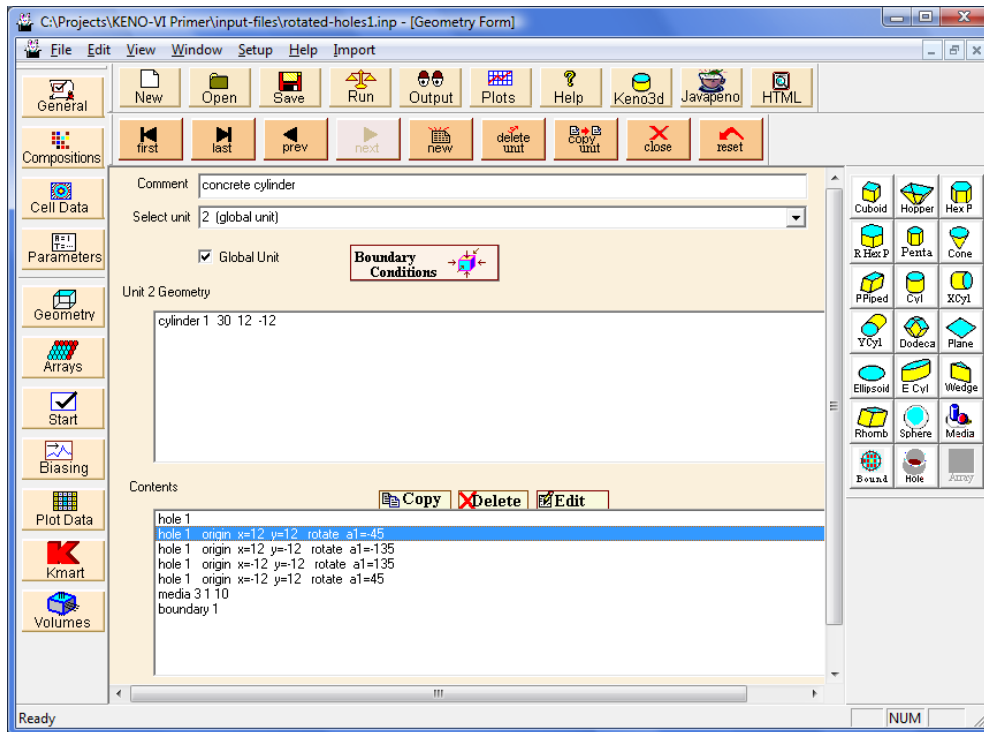 C:\Projects\KENO-VI Primer\input-files\rotated-holes1.inp - [Geometry Form]
File Edit View Window Setup Help Import
General
New Open Save Run Output Plots Help Keno3d Javapeno HTML
first last prev next new delete unit copy unit close reset
Compositions
Cell Data
Parameters
Geometry
Arrays
Start
Biasing
Plot Data
Kmart
Volumes
Comment concrete cylinder
Select unit 2 (global unit)
Global Unit Boundary Conditions
Unit 2 Geometry
cylinder 1 30 12 -12
Contents
Copy Delete Edit
hole 1
hole 1 origin x=12 y=12 rotate a1=-45
hole 1 origin x=12 y=-12 rotate a1=-135
hole 1 origin x=-12 y=-12 rotate a1=135
hole 1 origin x=-12 y=12 rotate a1=45
media 3 1 10
boundary 1
Cuboid Hopper Hex P
R Hex P Penta Cone
PPiped Cyl XCyl
YCyl Dodeca Plane
Ellipsoid E Cyl Wedge
Rhomb Sphere Media
Bound Hole Array
Ready NUM